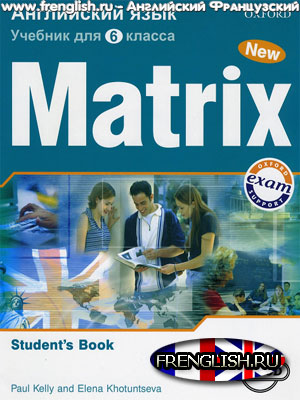 www.frenglish.ru - Английский Французский
Английский язык
OXFORD
Учебник для 6 класса
New
Matrix
OXFORD
exam
SUPPORT
Student's Book
FRENGLISH.RU
Paul Kelly and Elena Khotuntseva